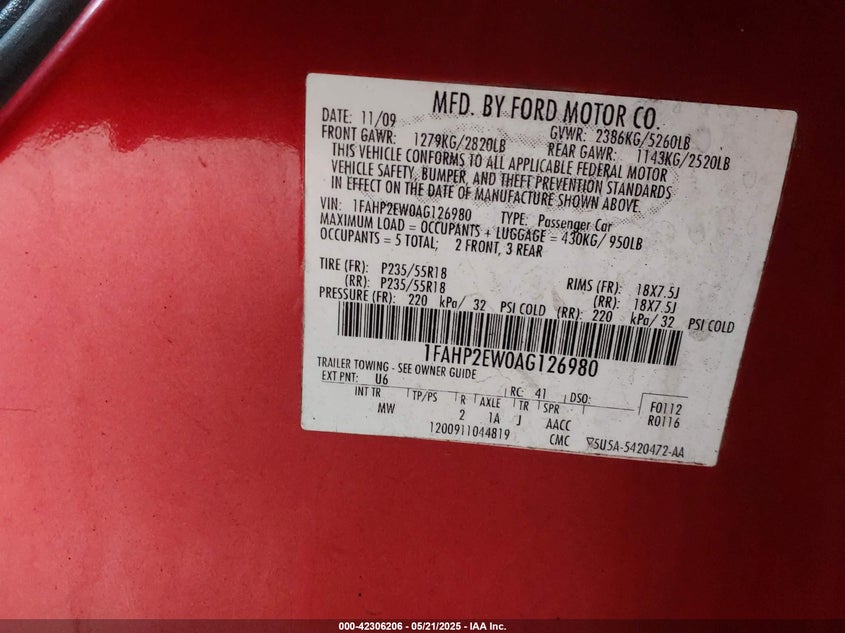 MFD. BY FORD MOTOR CO.
DATE: 11/09 GVWR: 2386KG/5260LB
FRONT GAWR: 1279KG/2820LB REAR GAWR: 1143KG/2520LB
THIS VEHICLE CONFORMS TO ALL APPLICABLE FEDERAL MOTOR
VEHICLE SAFETY, BUMPER, AND THEFT PREVENTION STANDARDS
IN EFFECT ON THE DATE OF MANUFACTURE SHOWN ABOVE.
VIN: 1FAHP2EW0AG126980 TYPE: Passenger Car
MAXIMUM LOAD = OCCUPANTS + LUGGAGE = 430KG/ 950LB
OCCUPANTS = 5 TOTAL; 2 FRONT, 3 REAR
TIRE (FR): P235/55R18 RIMS (FR): 18X7.5J
(RR): P235/55R18 (RR): 18X7.5J
PRESSURE (FR): 220 kPa/ 32 PSI COLD (RR): 220 kPa/ 32 PSI COLD
1FAHP2EW0AG126980
TRAILER TOWING - SEE OWNER GUIDE
EXT PNT: U6 RC: 41 DSO: F0112
INT TR TP/PS R AXLE TR SPR R0116
MW 2 1A J AACC
1200911044819 CMC 5U5A-5420472-AA
000-42306206 - 05/21/2025 - IAA Inc.